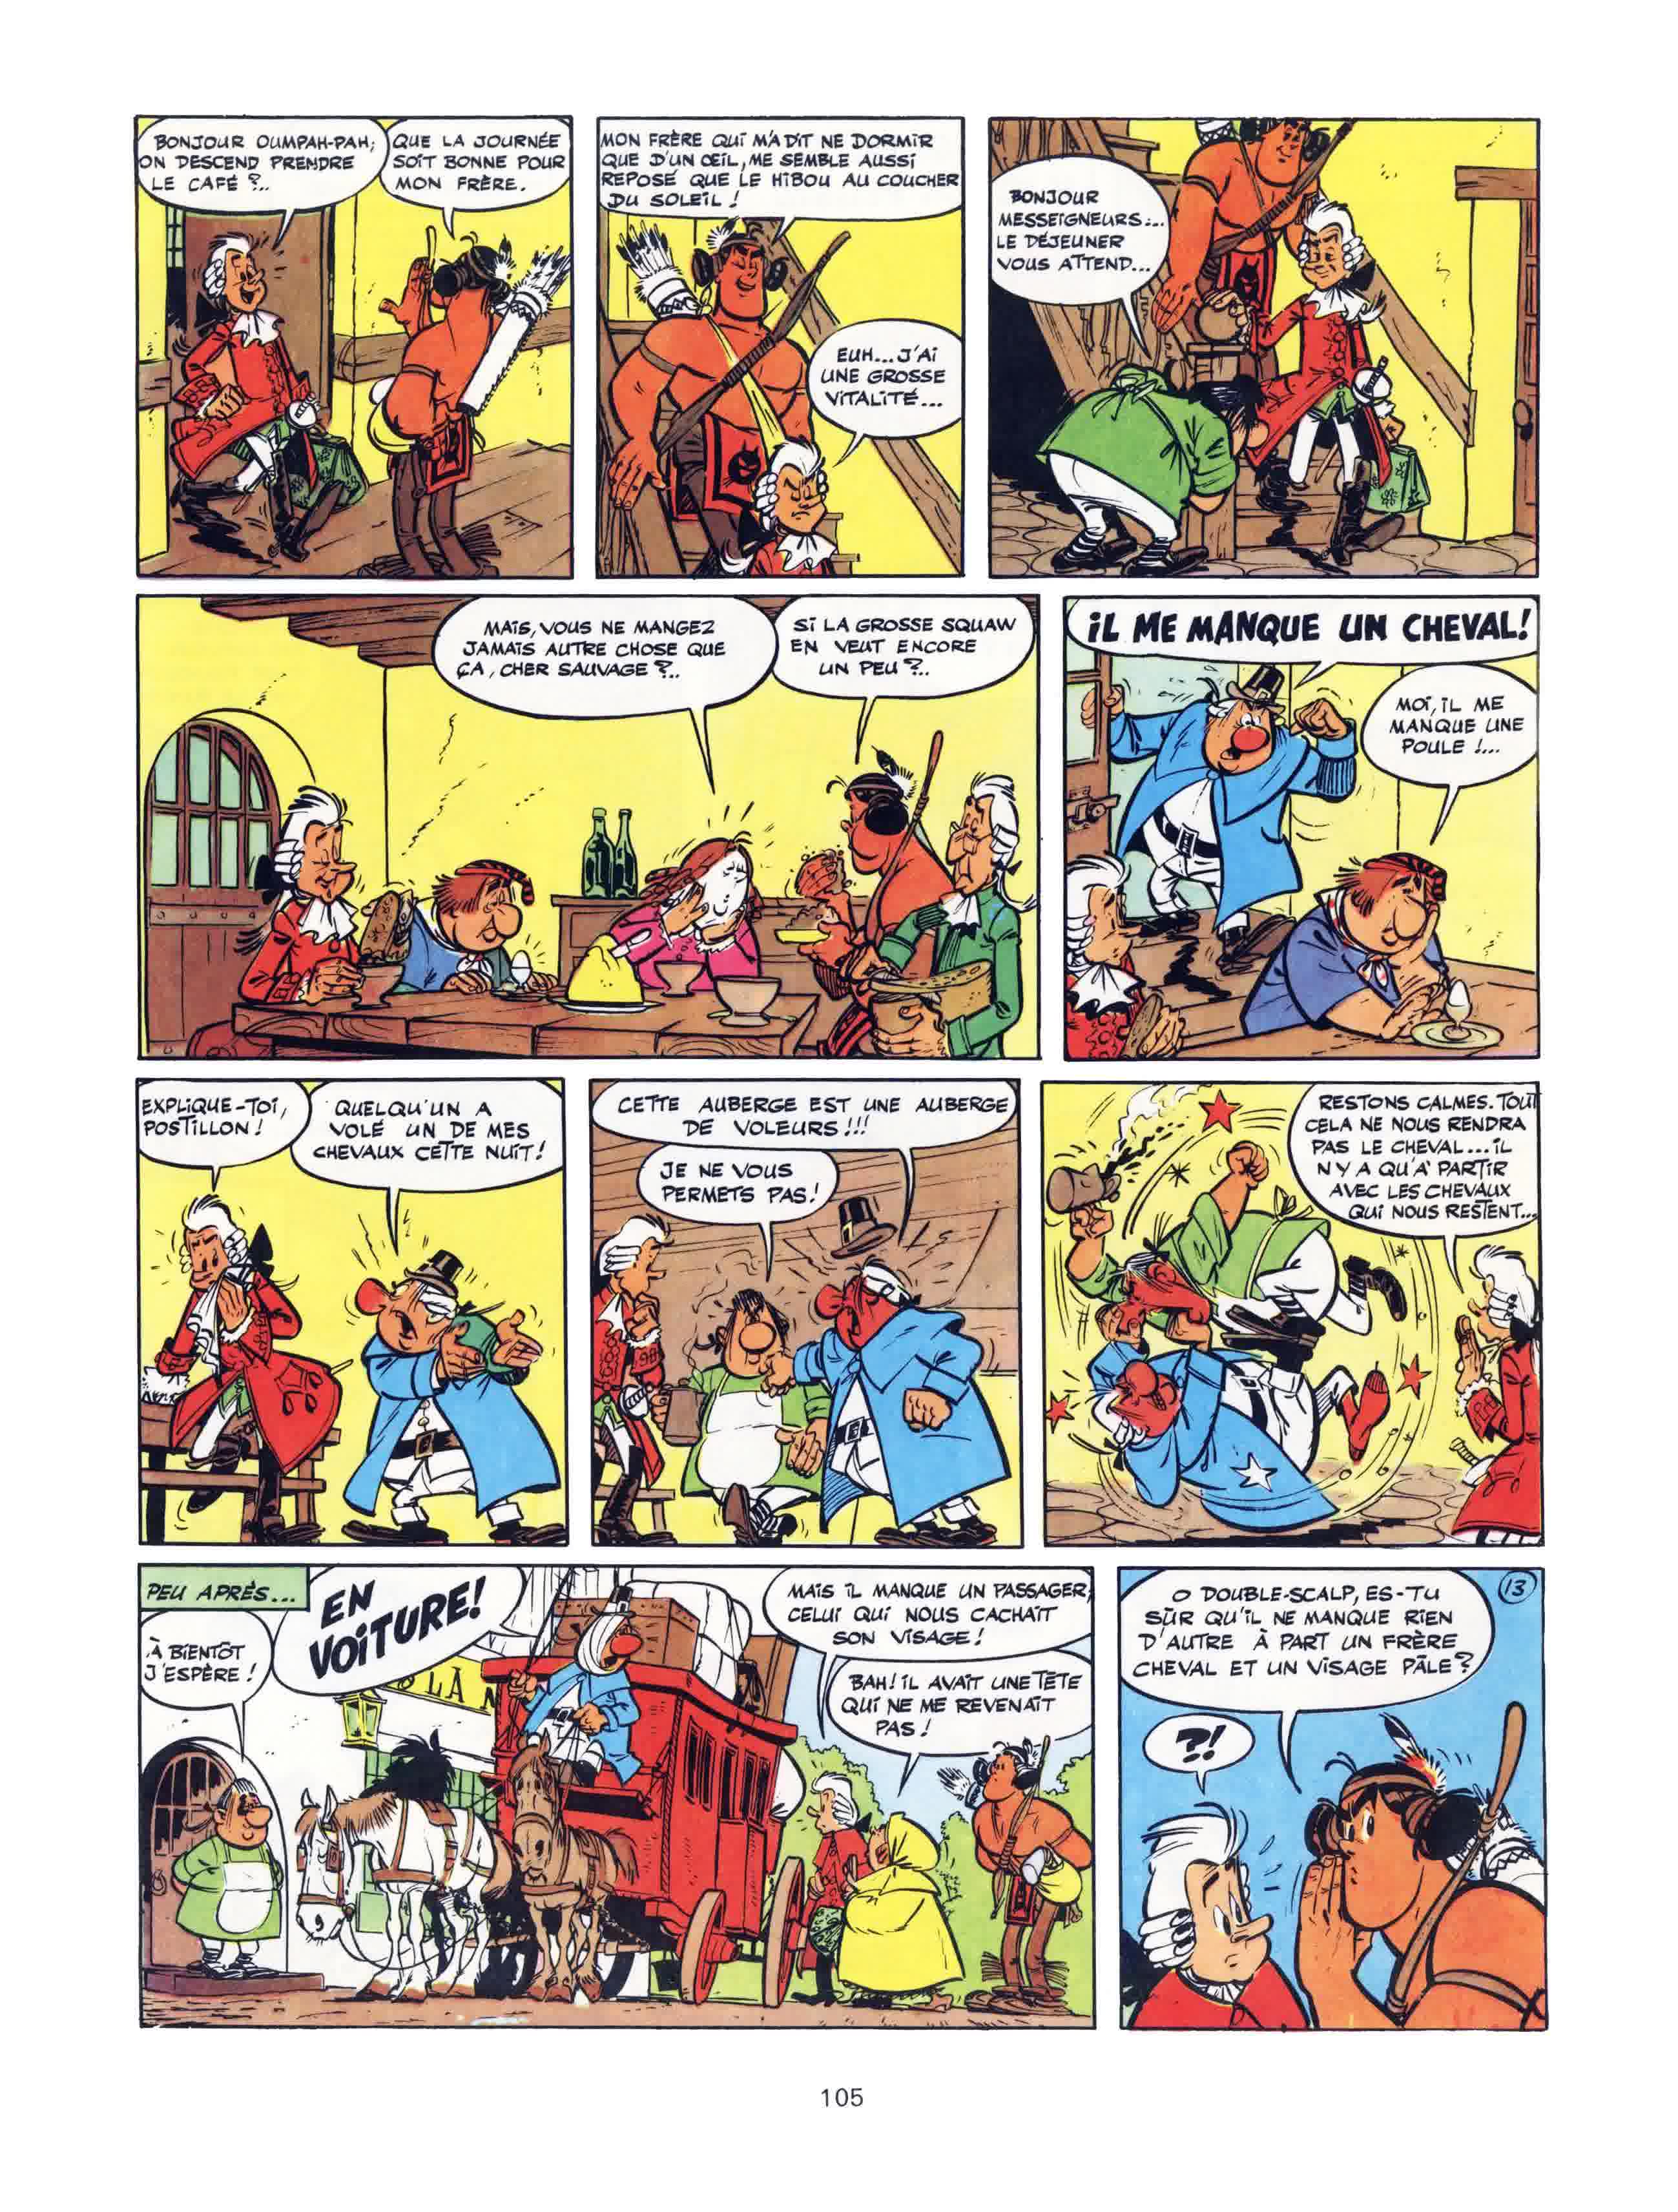 BONJOUR OUMPAH-PAH;
ON DESCEND PRENDRE
LE CAFÉ ?..
QUE LA JOURNÉE
SOIT BONNE POUR
MON FRÈRE.
MON FRÈRE QUI M'A DIT NE DORMIR
QUE D'UN ŒIL, ME SEMBLE AUSSI
REPOSÉ QUE LE HIBOU AU COUCHER
DU SOLEIL !
EUH...J'AI
UNE GROSSE
VITALITÉ...
BONJOUR
MESSEIGNEURS...
LE DÉJEUNER
VOUS ATTEND...
MAIS, VOUS NE MANGEZ
JAMAIS AUTRE CHOSE QUE
ÇA, CHER SAUVAGE ?..
SI LA GROSSE SQUAW
EN VEUT ENCORE
UN PEU ?..
IL ME MANQUE UN CHEVAL!
MOI, IL ME
MANQUE UNE
POULE !...
EXPLIQUE-TOI,
POSTILLON !
QUELQU'UN A
VOLÉ UN DE MES
CHEVAUX CETTE NUIT!
CETTE AUBERGE EST UNE AUBERGE
DE VOLEURS!!!
JE NE VOUS
PERMETS PAS!
RESTONS CALMES. TOUT
CELA NE NOUS RENDRA
PAS LE CHEVAL...IL
N'Y A QU'À PARTIR
AVEC LES CHEVAUX
QUI NOUS RESTENT...
PEU APRÈS...
À BIENTÔT
J'ESPÈRE !
EN
VOITURE!
LA
MAIS IL MANQUE UN PASSAGER,
CELUI QUI NOUS CACHAIT
SON VISAGE !
BAH! IL AVAIT UNE TÊTE
QUI NE ME REVENAIT
PAS !
O DOUBLE-SCALP, ES-TU
SÛR QU'IL NE MANQUE RIEN
D'AUTRE À PART UN FRÈRE
CHEVAL ET UN VISAGE PÂLE ?
13
?!
105